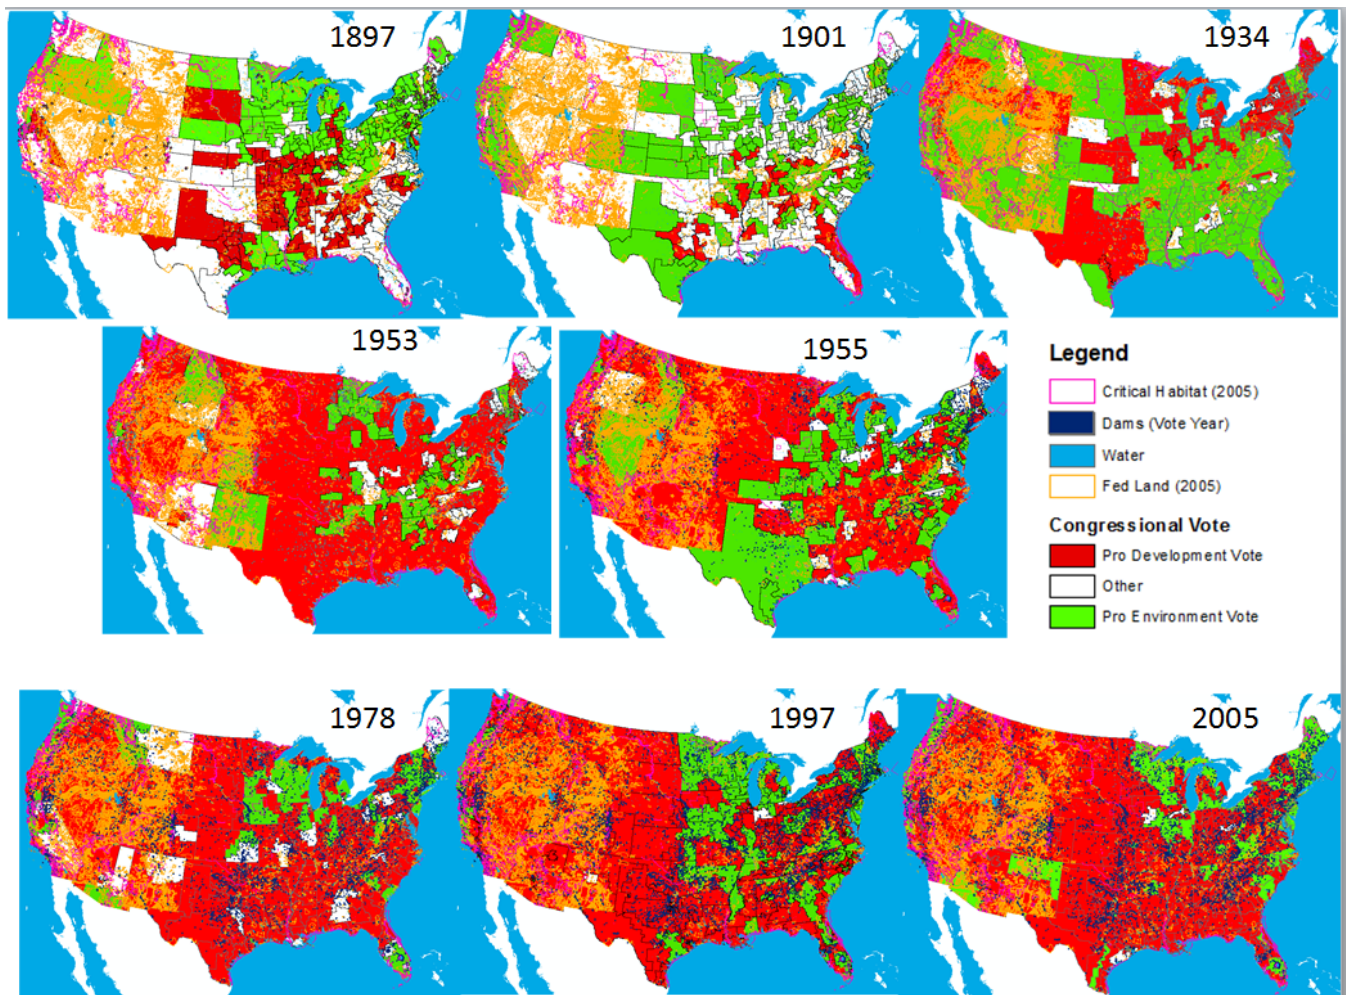 1897
1901
1934
1953
1955
Legend
Critical Habitat (2005)
Dams (Vote Year)
Water
Fed Land (2005)
Congressional Vote
Pro Development Vote
Other
Pro Environment Vote
1978
1997
2005